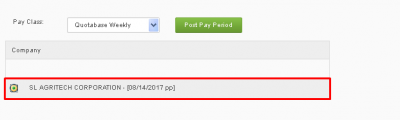 Pay Class: Quotabase Weekly Post Pay Period
Company
SL AGRITECH CORPORATION - [08/14/2017 pp]